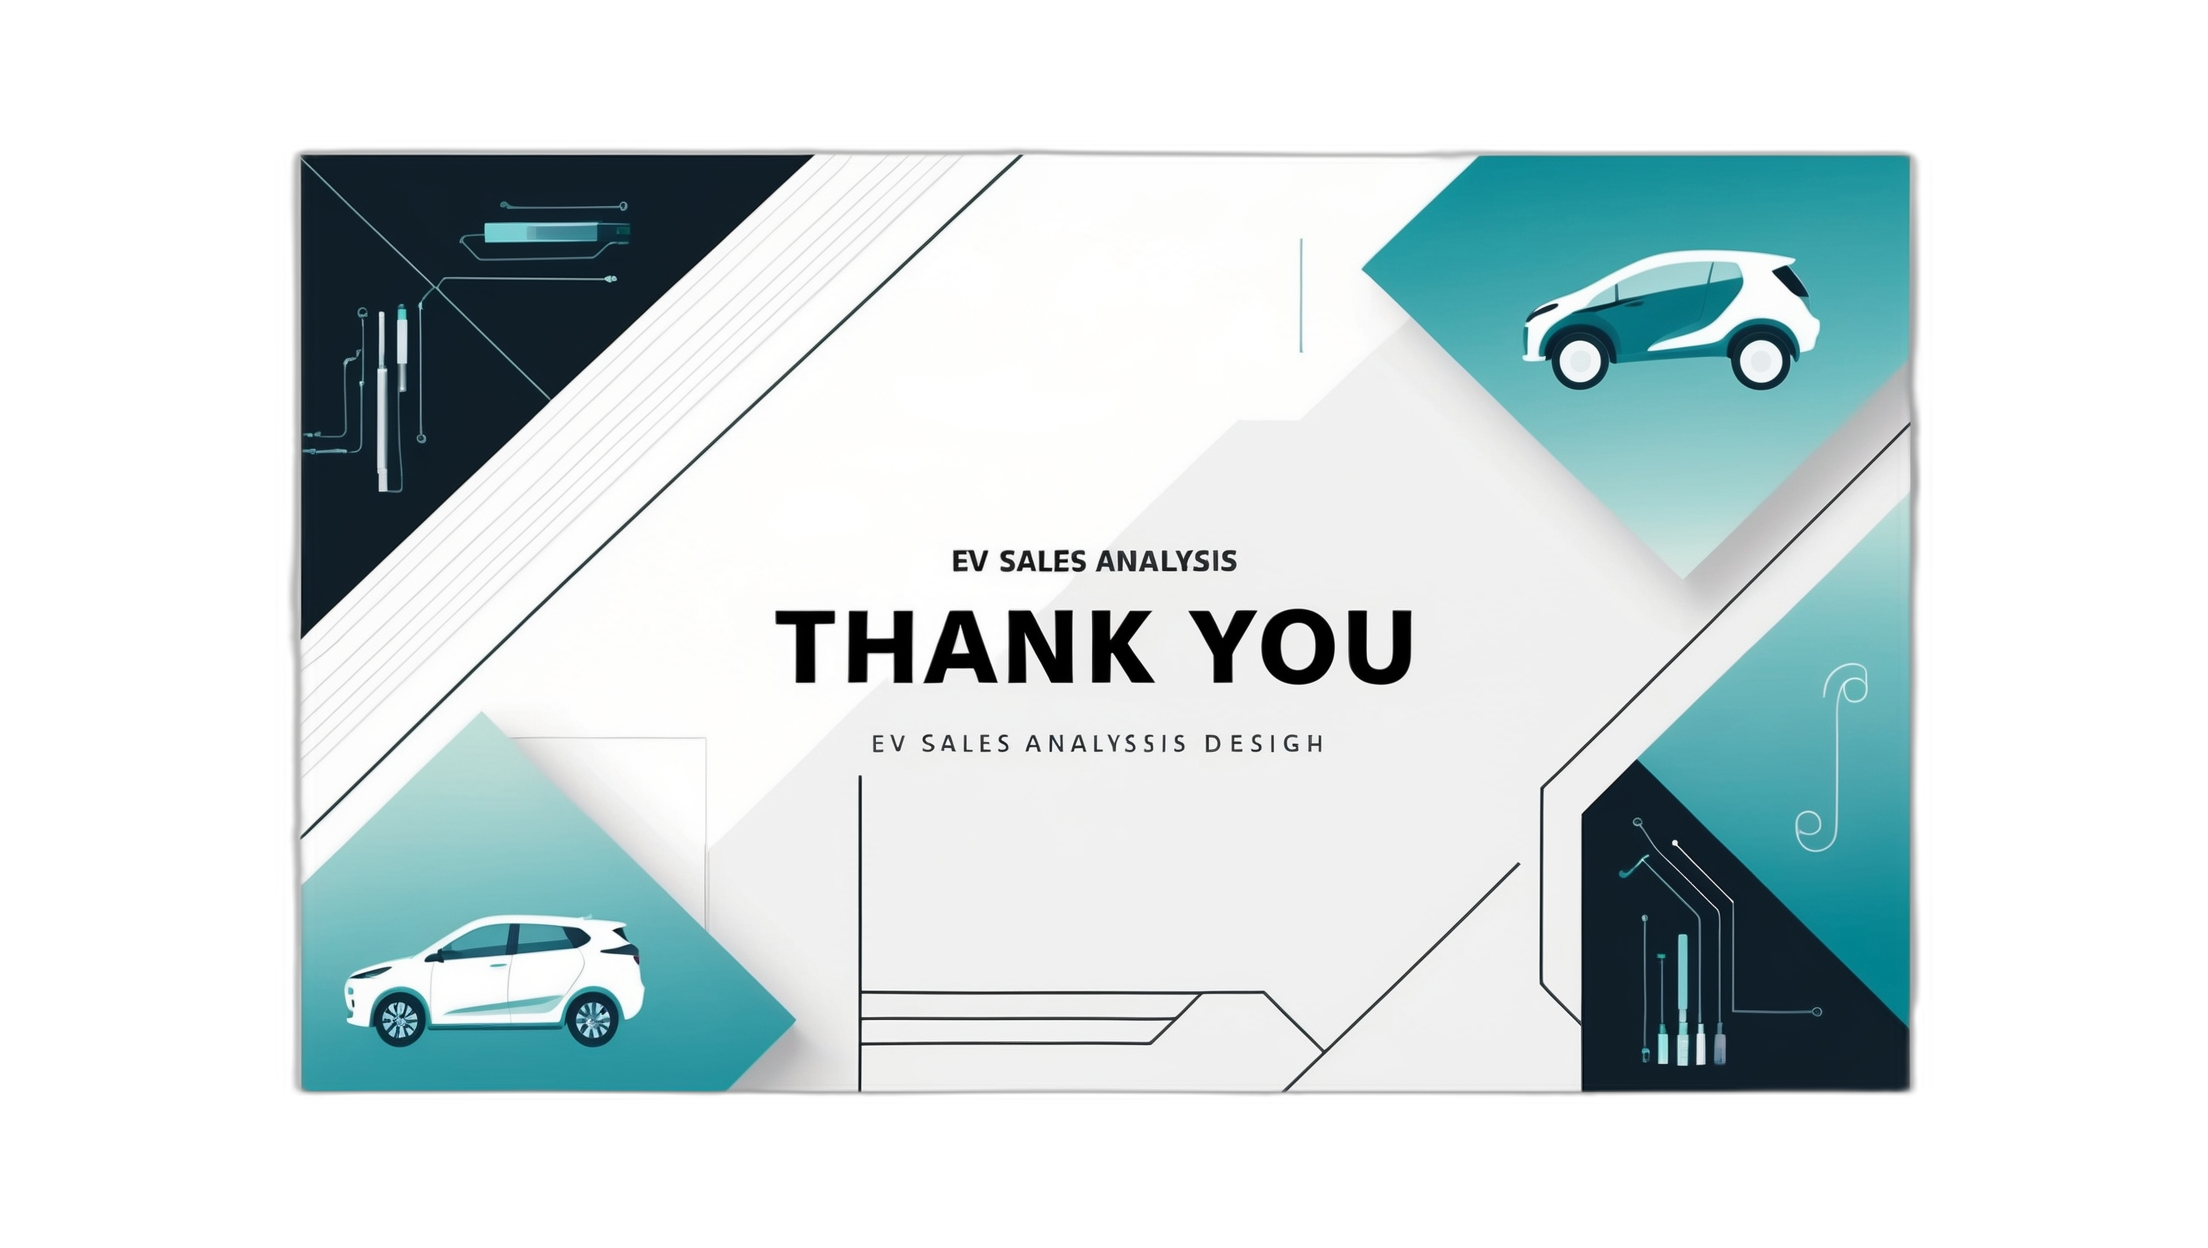 EV SALES ANALYSIS
THANK YOU
EV SALES ANALYSSIS DESIGH